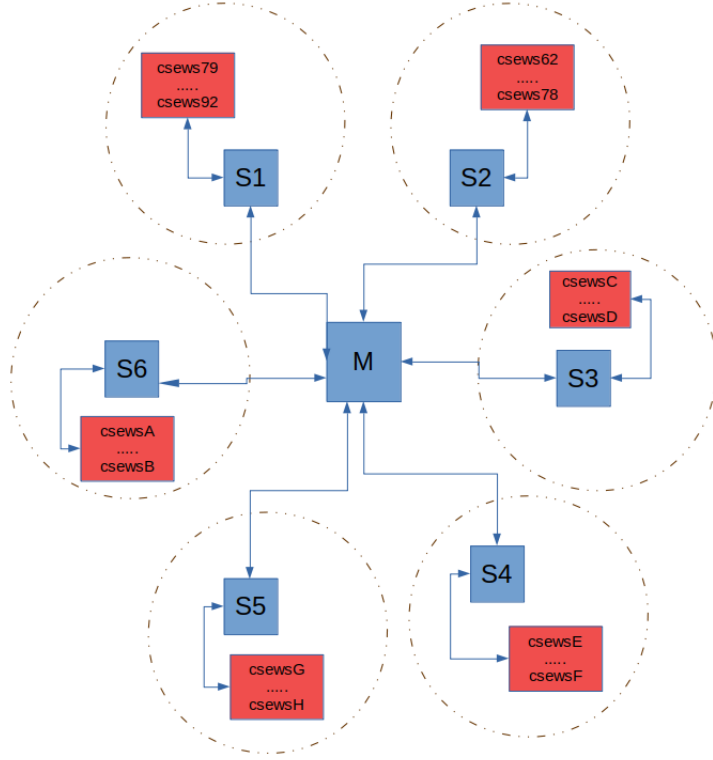 csews79
.....
csews92
S1
csews62
.....
csews78
S2
M
csewsC
.....
csewsD
S3
S6
csewsA
.....
csewsB
S5
csewsG
.....
csewsH
S4
csewsE
.....
csewsF